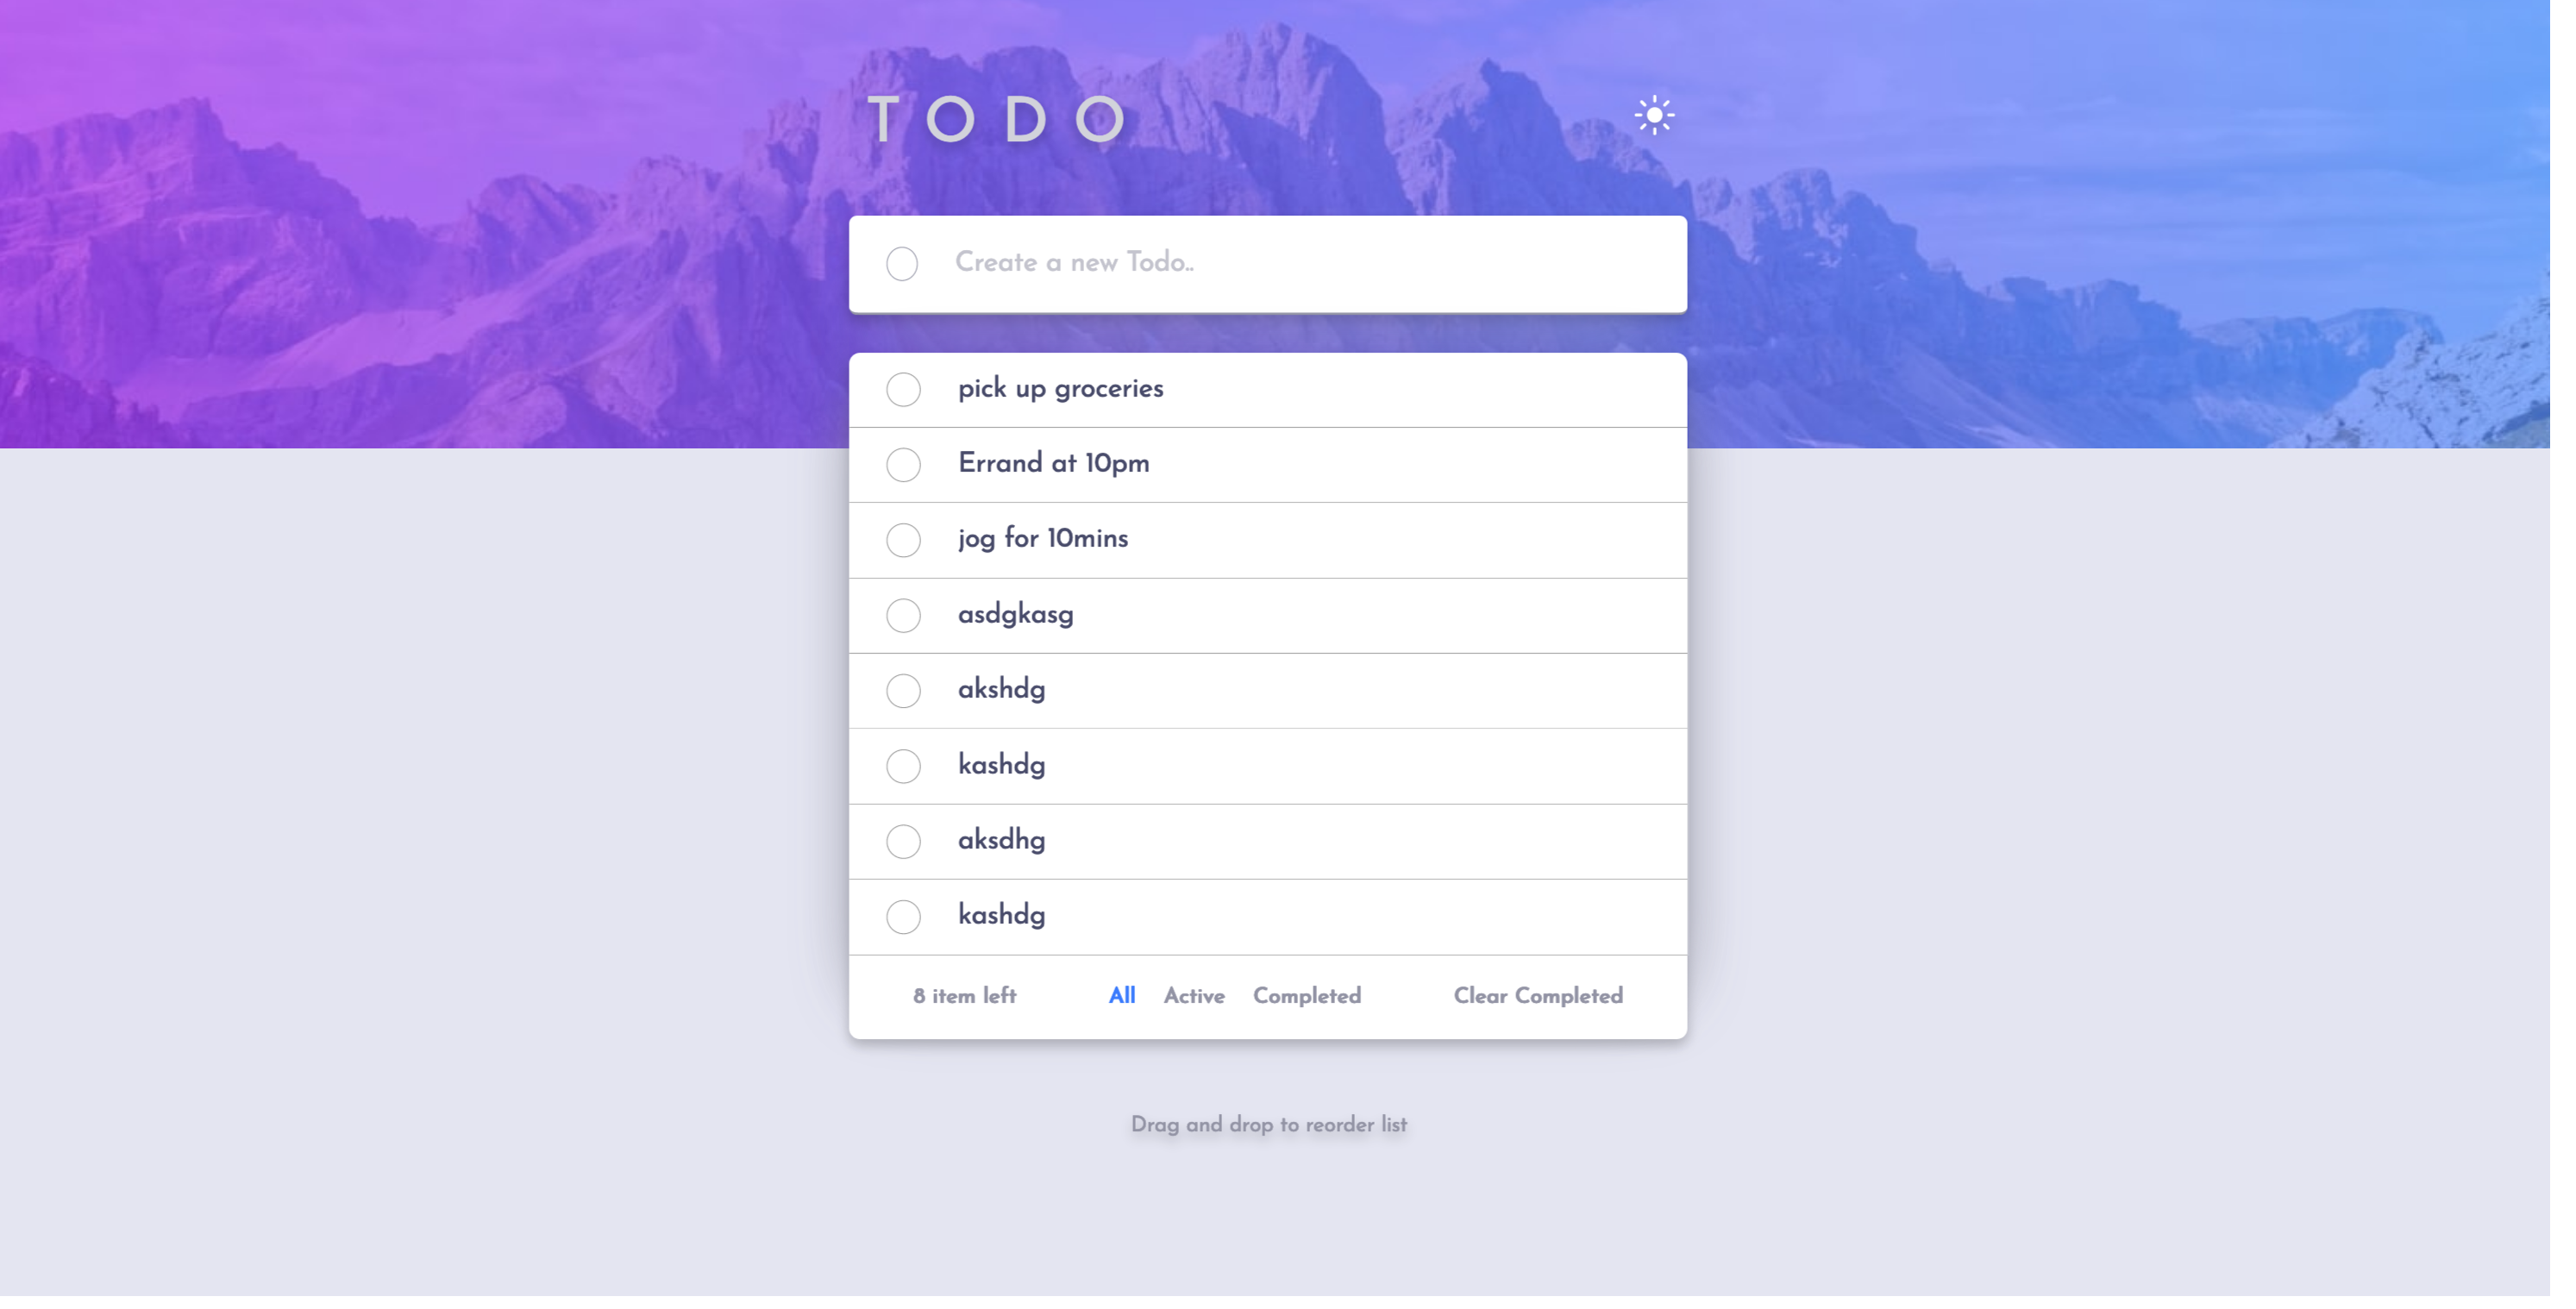 TODO
Create a new Todo..
pick up groceries
Errand at 10pm
jog for 10mins
asdgkasg
akshdg
kashdg
aksdhg
kashdg
8 item left All Active Completed Clear Completed
Drag and drop to reorder list